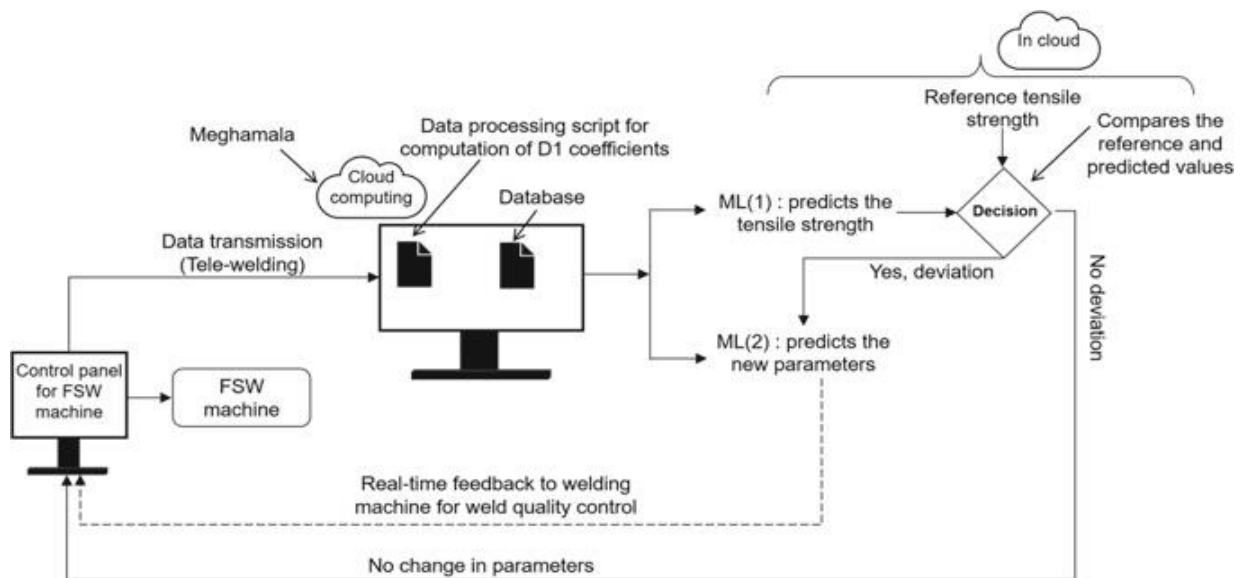 In cloud
Reference tensile
strength
Compares the
reference and
predicted values
Meghamala
Data processing script for
computation of D1 coefficients
Cloud
computing
Database
ML(1) : predicts the
tensile strength
Decision
Data transmission
(Tele-welding)
Yes, deviation
No deviation
ML(2) : predicts the
new parameters
Control panel
for FSW
machine
FSW
machine
Real-time feedback to welding
machine for weld quality control
No change in parameters